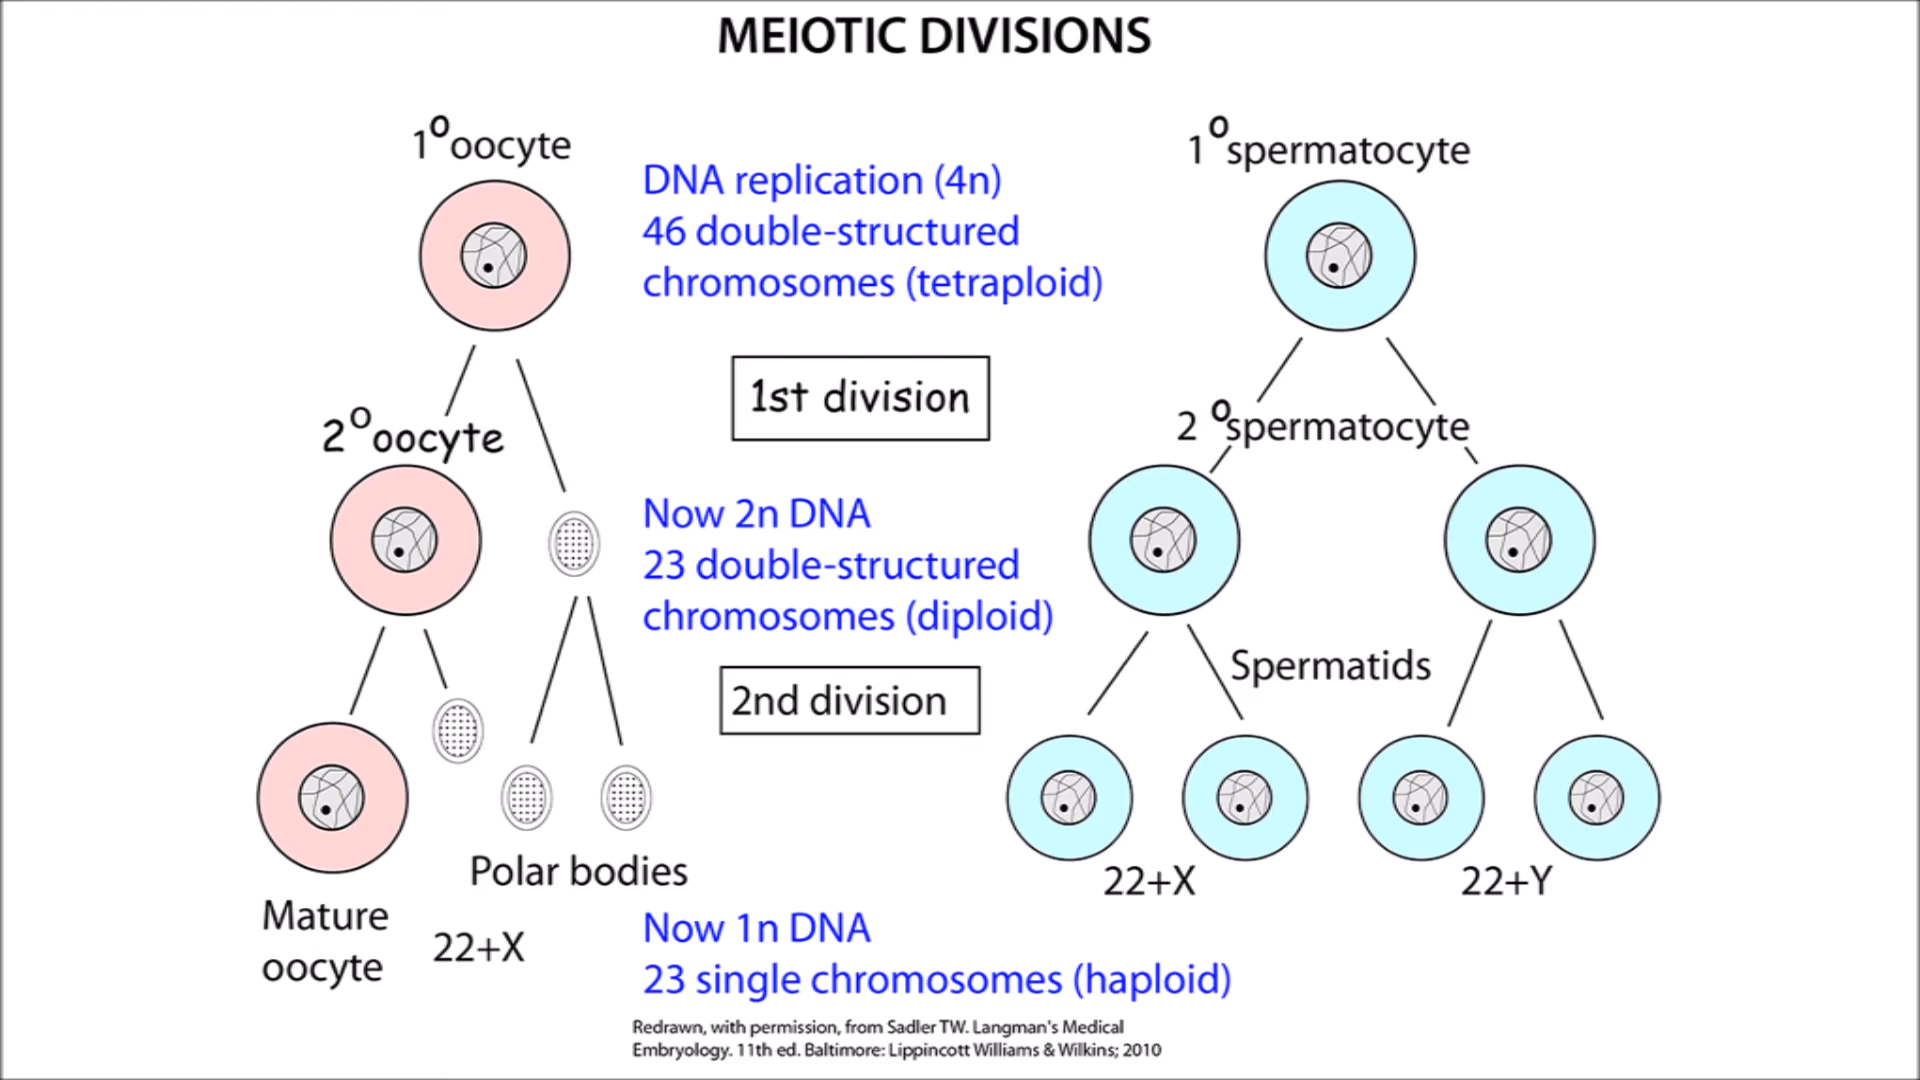 MEIOTIC DIVISIONS
1° oocyte
1° spermatocyte
DNA replication (4n)
46 double-structured
chromosomes (tetraploid)
1st division
2° oocyte
2° spermatocyte
Now 2n DNA
23 double-structured
chromosomes (diploid)
2nd division
Spermatids
Polar bodies
22+X
22+Y
Mature
oocyte
22+X
Now 1n DNA
23 single chromosomes (haploid)
Redrawn, with permission, from Sadler TW. Langman's Medical
Embryology. 11th ed. Baltimore: Lippincott Williams & Wilkins; 2010